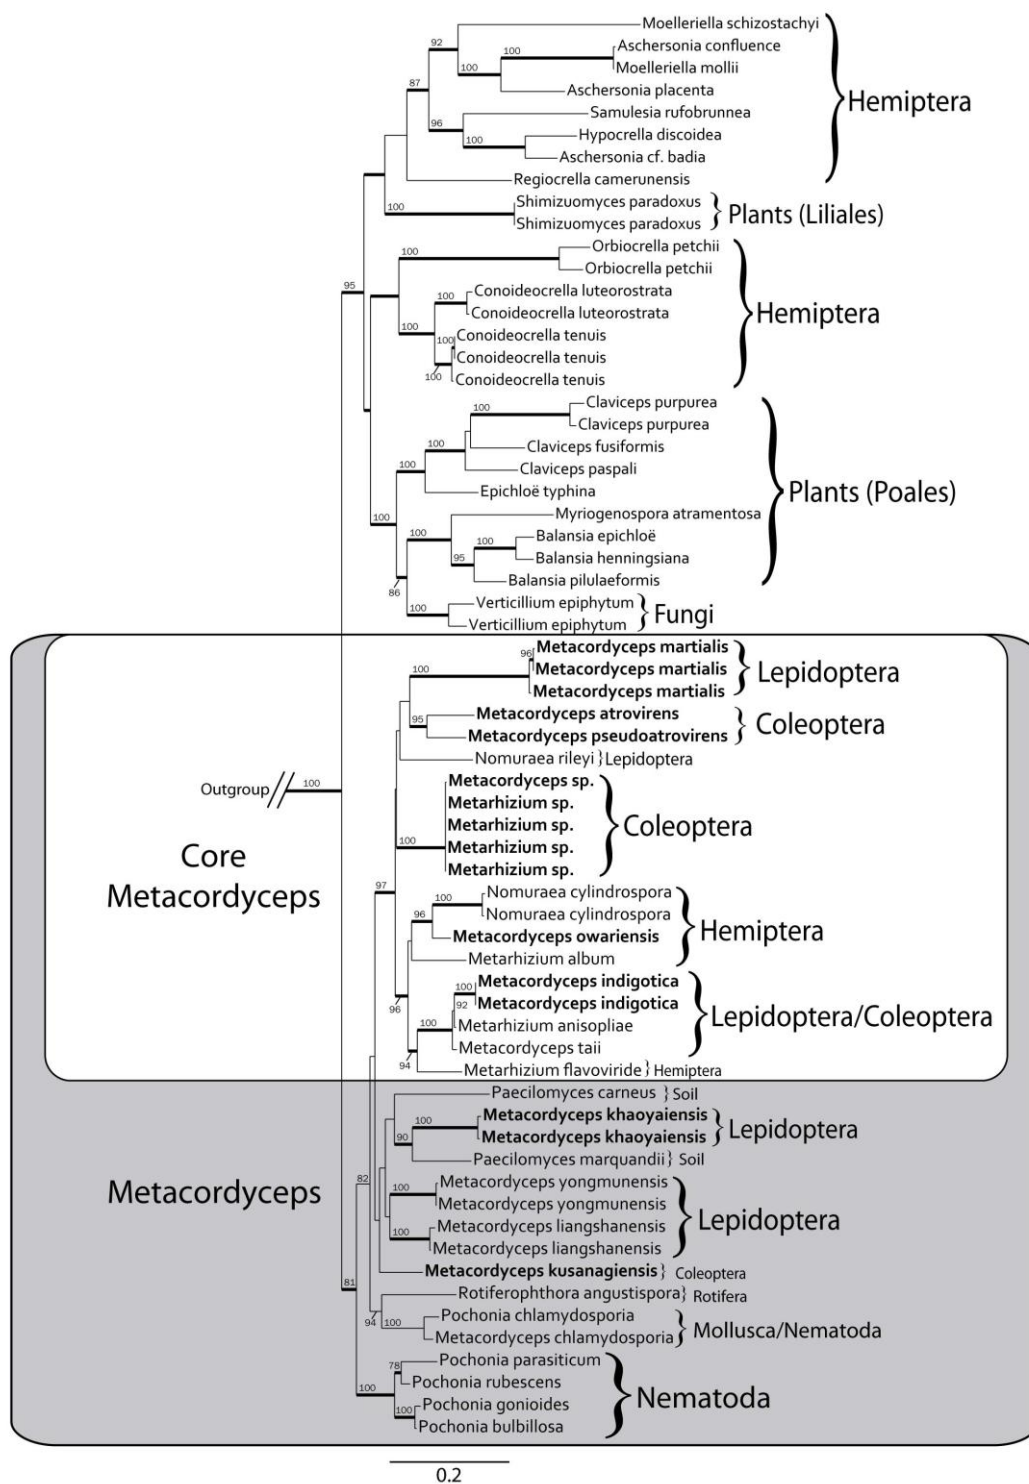 Moelleriella schizostachyi
92
Aschersonia confluence
100
Moelleriella mollii
100
87
Aschersonia placenta
Hemiptera
Samulesia rufobrunnea
96
Hypocrella discoidea
100
Aschersonia cf. badia
Regiocrella camerunensis
Shimizuomyces paradoxus
100
Plants (Liliales)
Shimizuomyces paradoxus
Orbiocrella petchii
100
Orbiocrella petchii
95
Conoideocrella luteorostrata
100
Conoideocrella luteorostrata
Hemiptera
100
Conoideocrella tenuis
100
Conoideocrella tenuis
100
Conoideocrella tenuis
Claviceps purpurea
100
Claviceps purpurea
100
Claviceps fusiformis
100
Claviceps paspali
Epichloë typhina
Plants (Poales)
Myriogenospora atramentosa
100
100
Balansia epichloë
100
95
Balansia henningsiana
Balansia pilulaeformis
86
Verticillium epiphytum
100
Fungi
Verticillium epiphytum
Metacordyceps martialis
96
Metacordyceps martialis
100
Lepidoptera
Metacordyceps martialis
Metacordyceps atrovirens
95
Coleoptera
Metacordyceps pseudoatrovirens
Nomuraea rileyi } Lepidoptera
Outgroup
100
Metacordyceps sp.
Metarhizium sp.
Metarhizium sp.
Coleoptera
Metarhizium sp.
100
Metarhizium sp.
Core
Metacordyceps
97
Nomuraea cylindrospora
100
Nomuraea cylindrospora
96
Hemiptera
Metacordyceps owariensis
Metarhizium album
96
Metacordyceps indigotica
100
Metacordyceps indigotica
92
Lepidoptera/Coleoptera
100
Metarhizium anisopliae
Metacordyceps taii
94
Metarhizium flavoviride } Hemiptera
Paecilomyces carneus } Soil
Metacordyceps khaoyaiensis
100
Lepidoptera
90
Metacordyceps khaoyaiensis
Paecilomyces marquandii } Soil
Metacordyceps
82
Metacordyceps yongmunensis
100
Metacordyceps yongmunensis
Lepidoptera
Metacordyceps liangshanensis
100
Metacordyceps liangshanensis
Metacordyceps kusanagiensis } Coleoptera
81
Rotiferophthora angustispora } Rotifera
94
Pochonia chlamydosporia
100
Mollusca/Nematoda
Metacordyceps chlamydosporia
Pochonia parasiticum
78
Pochonia rubescens
100
Nematoda
Pochonia gonioides
100
Pochonia bulbillosa
0.2